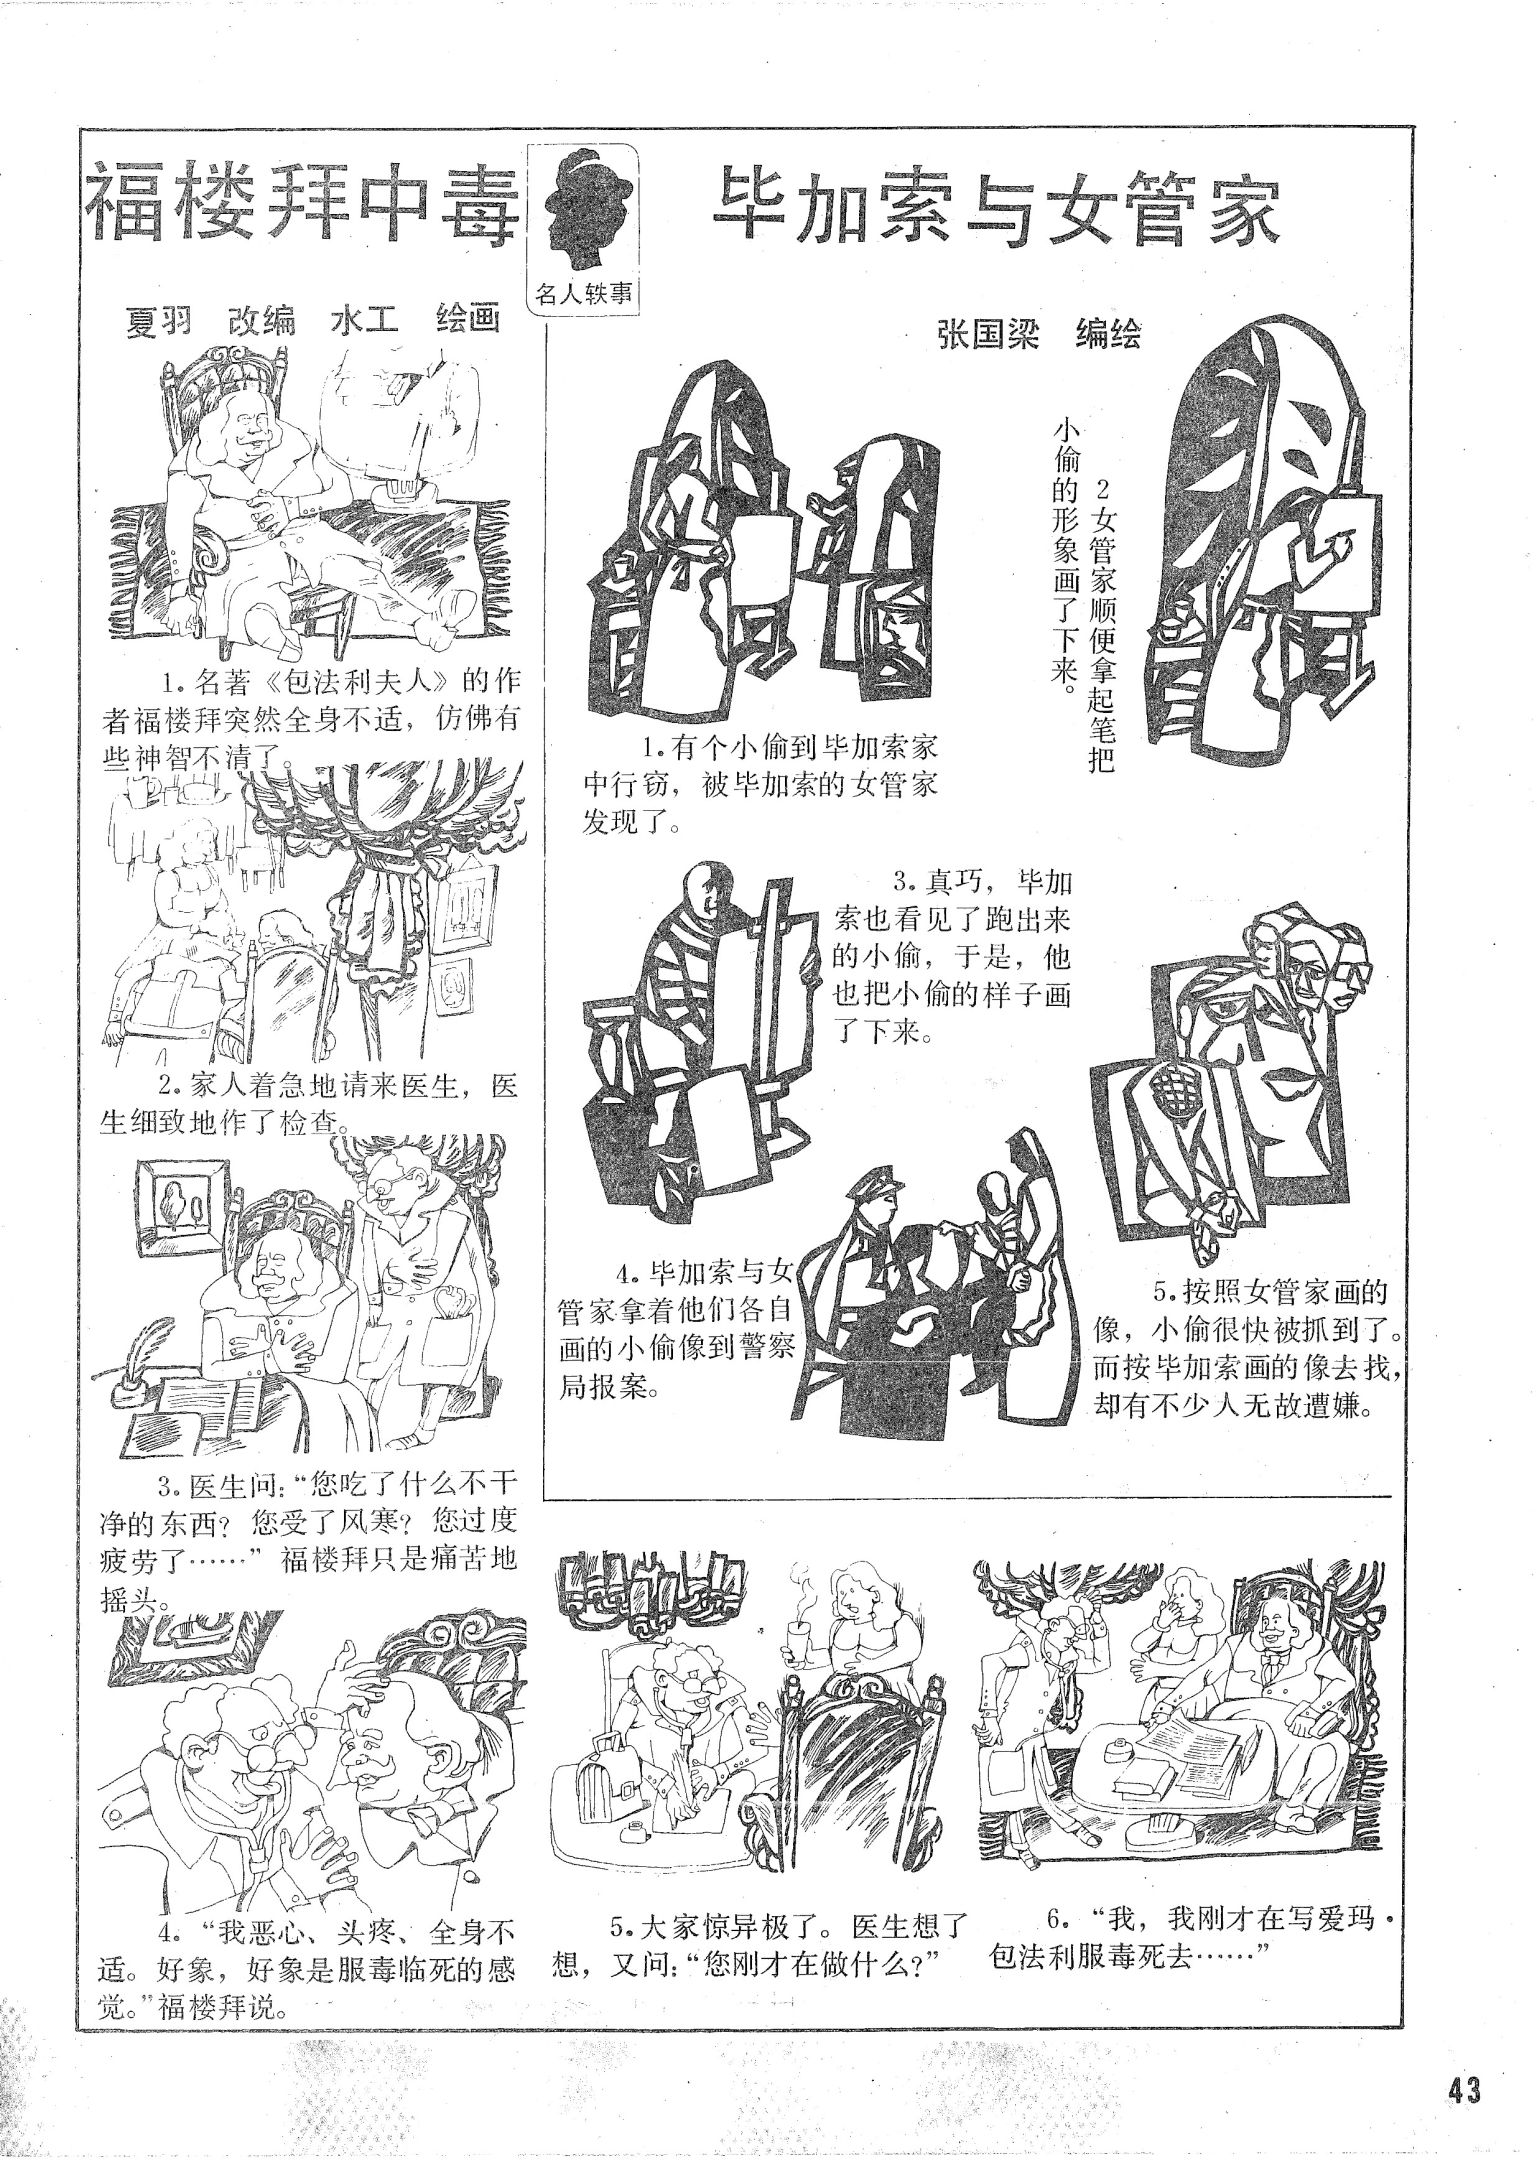 福楼拜中毒
名人轶事
夏羽 改编 水工 绘画
1.名著《包法利夫人》的作
者福楼拜突然全身不适，仿佛有
些神智不清了。
2.家人着急地请来医生，医
生细致地作了检查。
3.医生问：“您吃了什么不干
净的东西？您受了风寒？您过度
疲劳了……”福楼拜只是痛苦地
摇头。
4.“我恶心、头疼、全身不
适。好象，好象是服毒临死的感
觉。”福楼拜说。
5.大家惊异极了。医生想了
想，又问：“您刚才在做什么？”
6.“我，我刚才在写爱玛·
包法利服毒死去……”
毕加索与女管家
张国梁 编绘
1.有个小偷到毕加索家
中行窃，被毕加索的女管家
发现了。
2女管家顺便拿起笔把
小偷的形象画了下来。
3.真巧，毕加
索也看见了跑出来
的小偷，于是，他
也把小偷的样子画
了下来。
4.毕加索与女
管家拿着他们各自
画的小偷像到警察
局报案。
5.按照女管家画的
像，小偷很快被抓到了。
而按毕加索画的像去找，
却有不少人无故遭嫌。
43